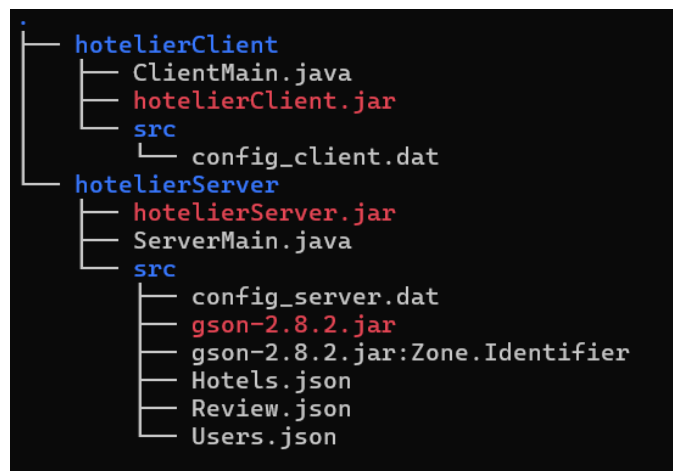 .
├── hotelierClient
│   ├── ClientMain.java
│   ├── hotelierClient.jar
│   └── src
│       └── config_client.dat
└── hotelierServer
    ├── hotelierServer.jar
    ├── ServerMain.java
    └── src
        ├── config_server.dat
        ├── gson-2.8.2.jar
        ├── gson-2.8.2.jar:Zone.Identifier
        ├── Hotels.json
        ├── Review.json
        └── Users.json